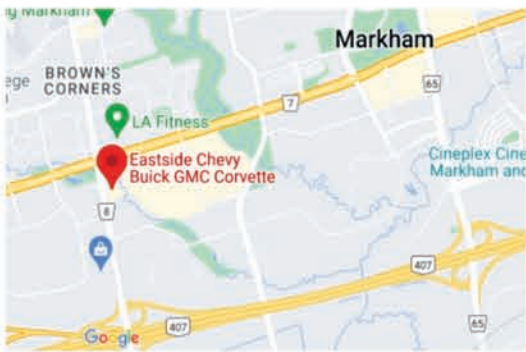 Markham
Markham
65
BROWN'S
CORNERS
7
LA Fitness
Eastside Chevy
Buick GMC Corvette
Cineplex Cine
Markham and
8
407
Google
407
65